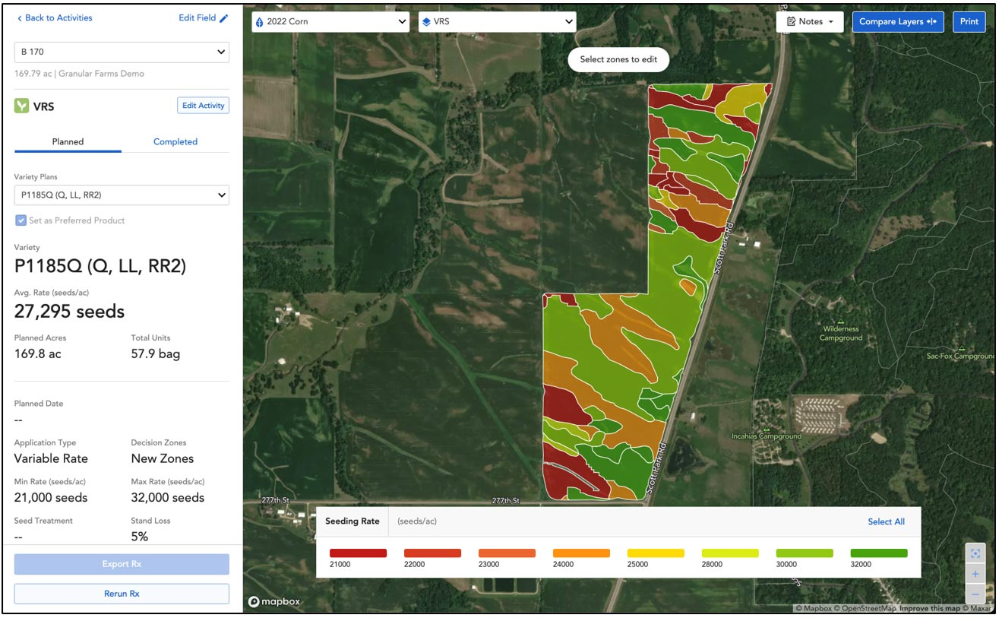 Back to Activities
Edit Field
B 170
169.79 ac | Granular Farms Demo
VRS
Edit Activity
Planned
Completed
Variety Plans
P1185Q (Q, LL, RR2)
Set as Preferred Product
Variety
P1185Q (Q, LL, RR2)
Avg. Rate (seeds/ac)
27,295 seeds
Planned Acres
Total Units
169.8 ac
57.9 bag
Planned Date
--
Application Type
Decision Zones
Variable Rate
New Zones
Min Rate (seeds/ac)
Max Rate (seeds/ac)
21,000 seeds
32,000 seeds
Seed Treatment
Stand Loss
--
5%
Export Rx
Rerun Rx
2022 Corn
VRS
Notes
Compare Layers
Print
Select zones to edit
Scott Park Rd
Wilderness
Campground
Sac-Fox Campground
Incahias Campground
Scott Park Rd
277th St
277th St
Seeding Rate
(seeds/ac)
Select All
21000
22000
23000
24000
25000
28000
30000
32000
mapbox
© Mapbox © OpenStreetMap Improve this map © Maxar